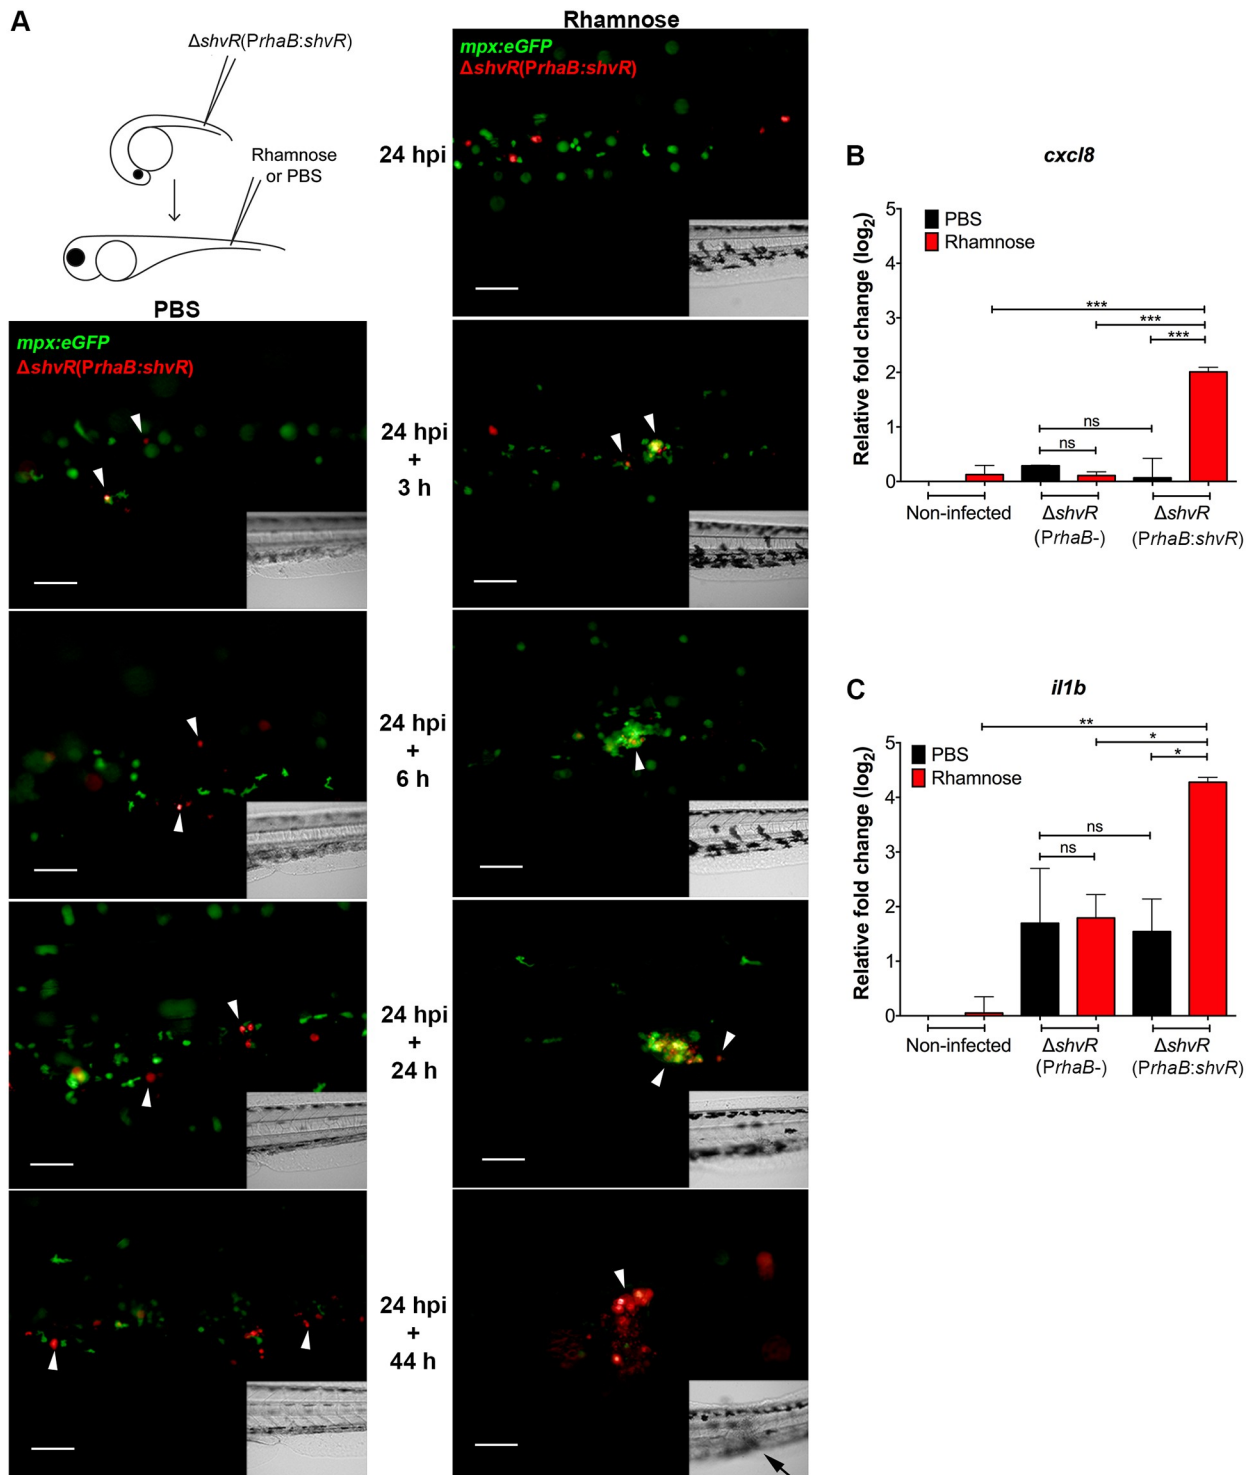 A
ΔshvR(PrhaB:shvR)
Rhamnose
or PBS
Rhamnose
mpx:eGFP
ΔshvR(PrhaB:shvR)
24 hpi
PBS
mpx:eGFP
ΔshvR(PrhaB:shvR)
24 hpi
+
3 h
24 hpi
+
6 h
24 hpi
+
24 h
24 hpi
+
44 h
B
cxcl8
Relative fold change (log2)
5
4
3
2
1
0
PBS
Rhamnose
***
***
***
ns
ns
Non-infected
ΔshvR
(PrhaB-)
ΔshvR
(PrhaB:shvR)
C
il1b
Relative fold change (log2)
5
4
3
2
1
0
PBS
Rhamnose
**
*
*
ns
ns
Non-infected
ΔshvR
(PrhaB-)
ΔshvR
(PrhaB:shvR)